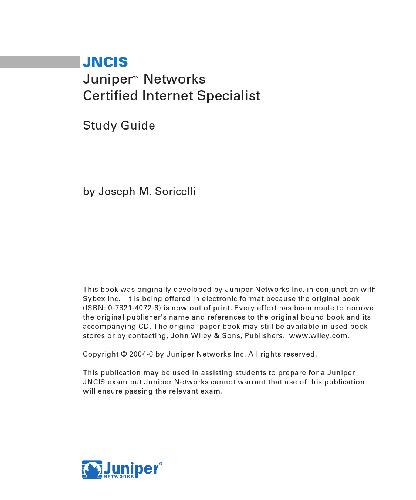 JNCIS
Juniper™ Networks
Certified Internet Specialist
Study Guide
by Joseph M. Soricelli
This book was originally developed by Juniper Networks Inc. in conjunction with
Sybex Inc. It is being offered in electronic format because the original book
(ISBN: 0-7821-4072-6) is now out of print. Every effort has been made to remove
the original publisher's name and references to the original bound book and its
accompanying CD. The original paper book may still be available in used book
stores or by contacting, John Wiley & Sons, Publishers. www.wiley.com.
Copyright © 2004-6 by Juniper Networks Inc. All rights reserved.
This publication may be used in assisting students to prepare for a Juniper
JNCIS exam but Juniper Networks cannot warrant that use of this publication
will ensure passing the relevant exam.
Juniper
NETWORKS